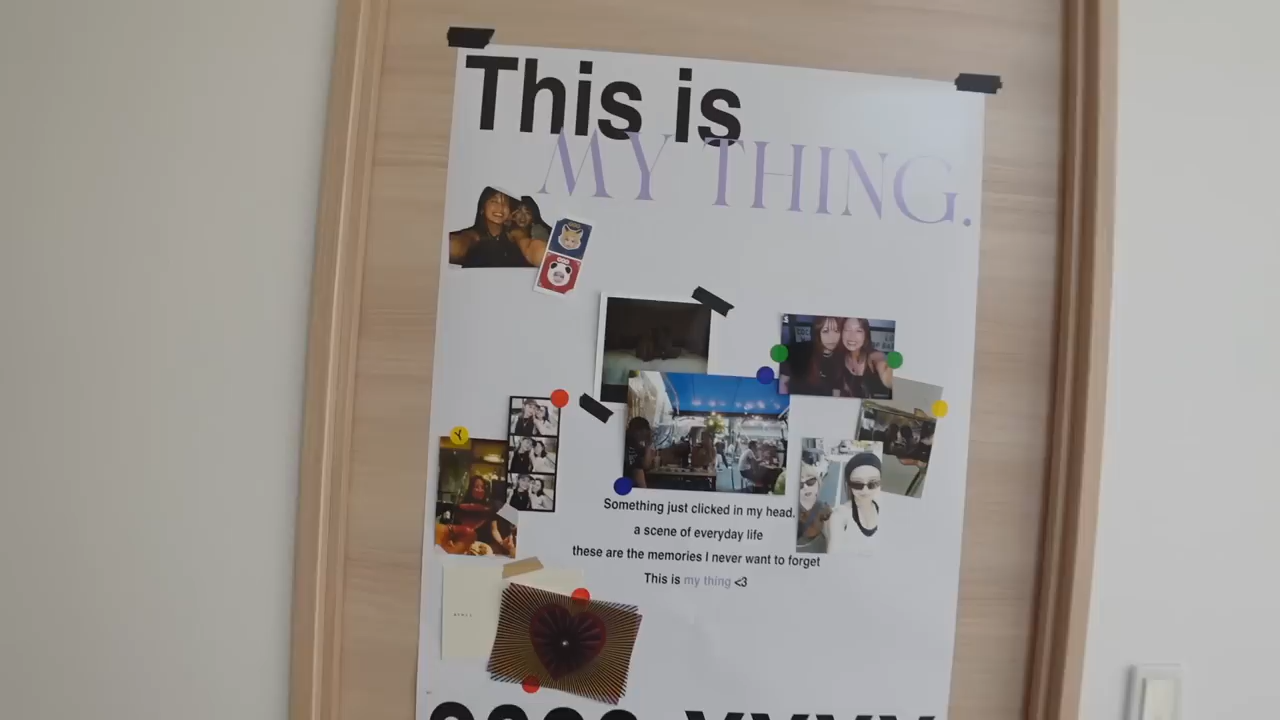 This is
MY THING.
Y
Something just clicked in my head.
a scene of everyday life
these are the memories I never want to forget
This is my thing <3